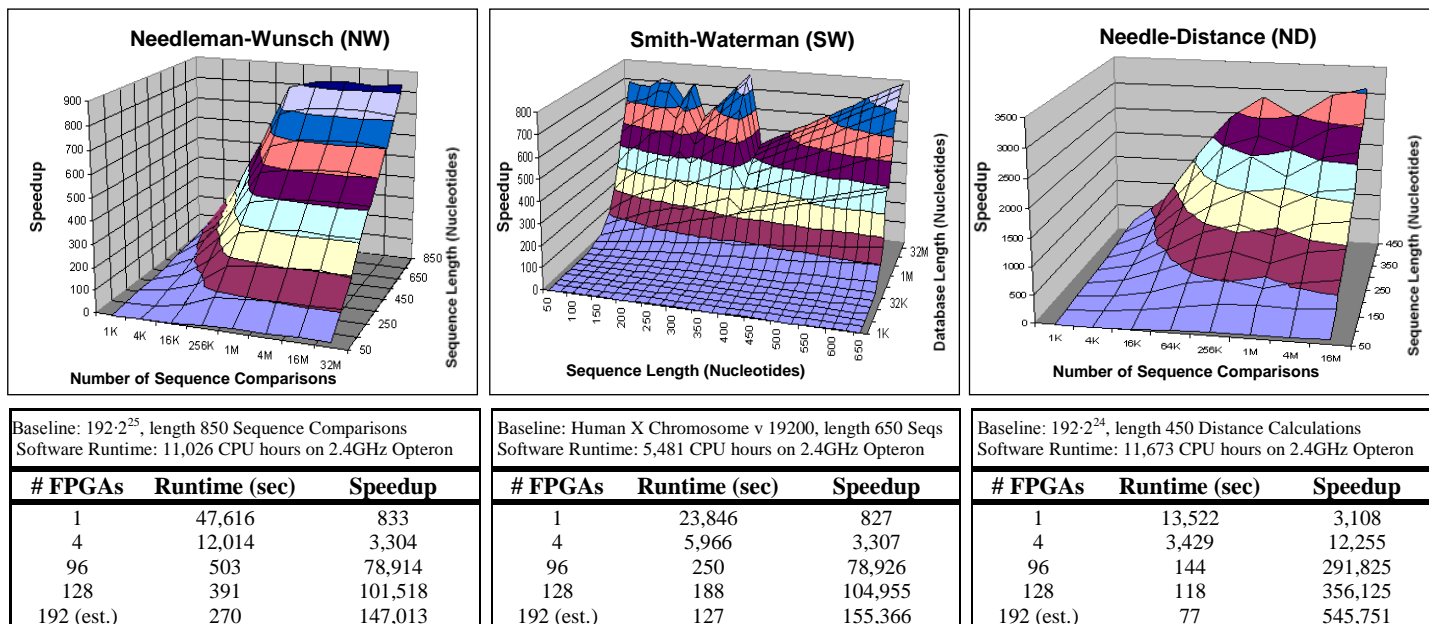 Needleman-Wunsch (NW)
900
800
700
600
500
400
300
200
100
0
Speedup
1K
4K
16K
256K
1M
4M
16M
32M
Number of Sequence Comparisons
50
250
450
650
850
Sequence Length (Nucleotides)
Smith-Waterman (SW)
800
700
600
500
400
300
200
100
0
Speedup
50
100
150
200
250
300
350
400
450
500
550
600
650
Sequence Length (Nucleotides)
1K
32K
1M
32M
Database Length (Nucleotides)
Needle-Distance (ND)
3500
3000
2500
2000
1500
1000
500
0
Speedup
1K
4K
16K
64K
256K
1M
4M
16M
Number of Sequence Comparisons
50
150
250
350
450
Sequence Length (Nucleotides)
Baseline: 192·2^25, length 850 Sequence Comparisons
Software Runtime: 11,026 CPU hours on 2.4GHz Opteron
# FPGAs Runtime (sec) Speedup
1 47,616 833
4 12,014 3,304
96 503 78,914
128 391 101,518
192 (est.) 270 147,013
Baseline: Human X Chromosome v 19200, length 650 Seqs
Software Runtime: 5,481 CPU hours on 2.4GHz Opteron
# FPGAs Runtime (sec) Speedup
1 23,846 827
4 5,966 3,307
96 250 78,926
128 188 104,955
192 (est.) 127 155,366
Baseline: 192·2^24, length 450 Distance Calculations
Software Runtime: 11,673 CPU hours on 2.4GHz Opteron
# FPGAs Runtime (sec) Speedup
1 13,522 3,108
4 3,429 12,255
96 144 291,825
128 118 356,125
192 (est.) 77 545,751